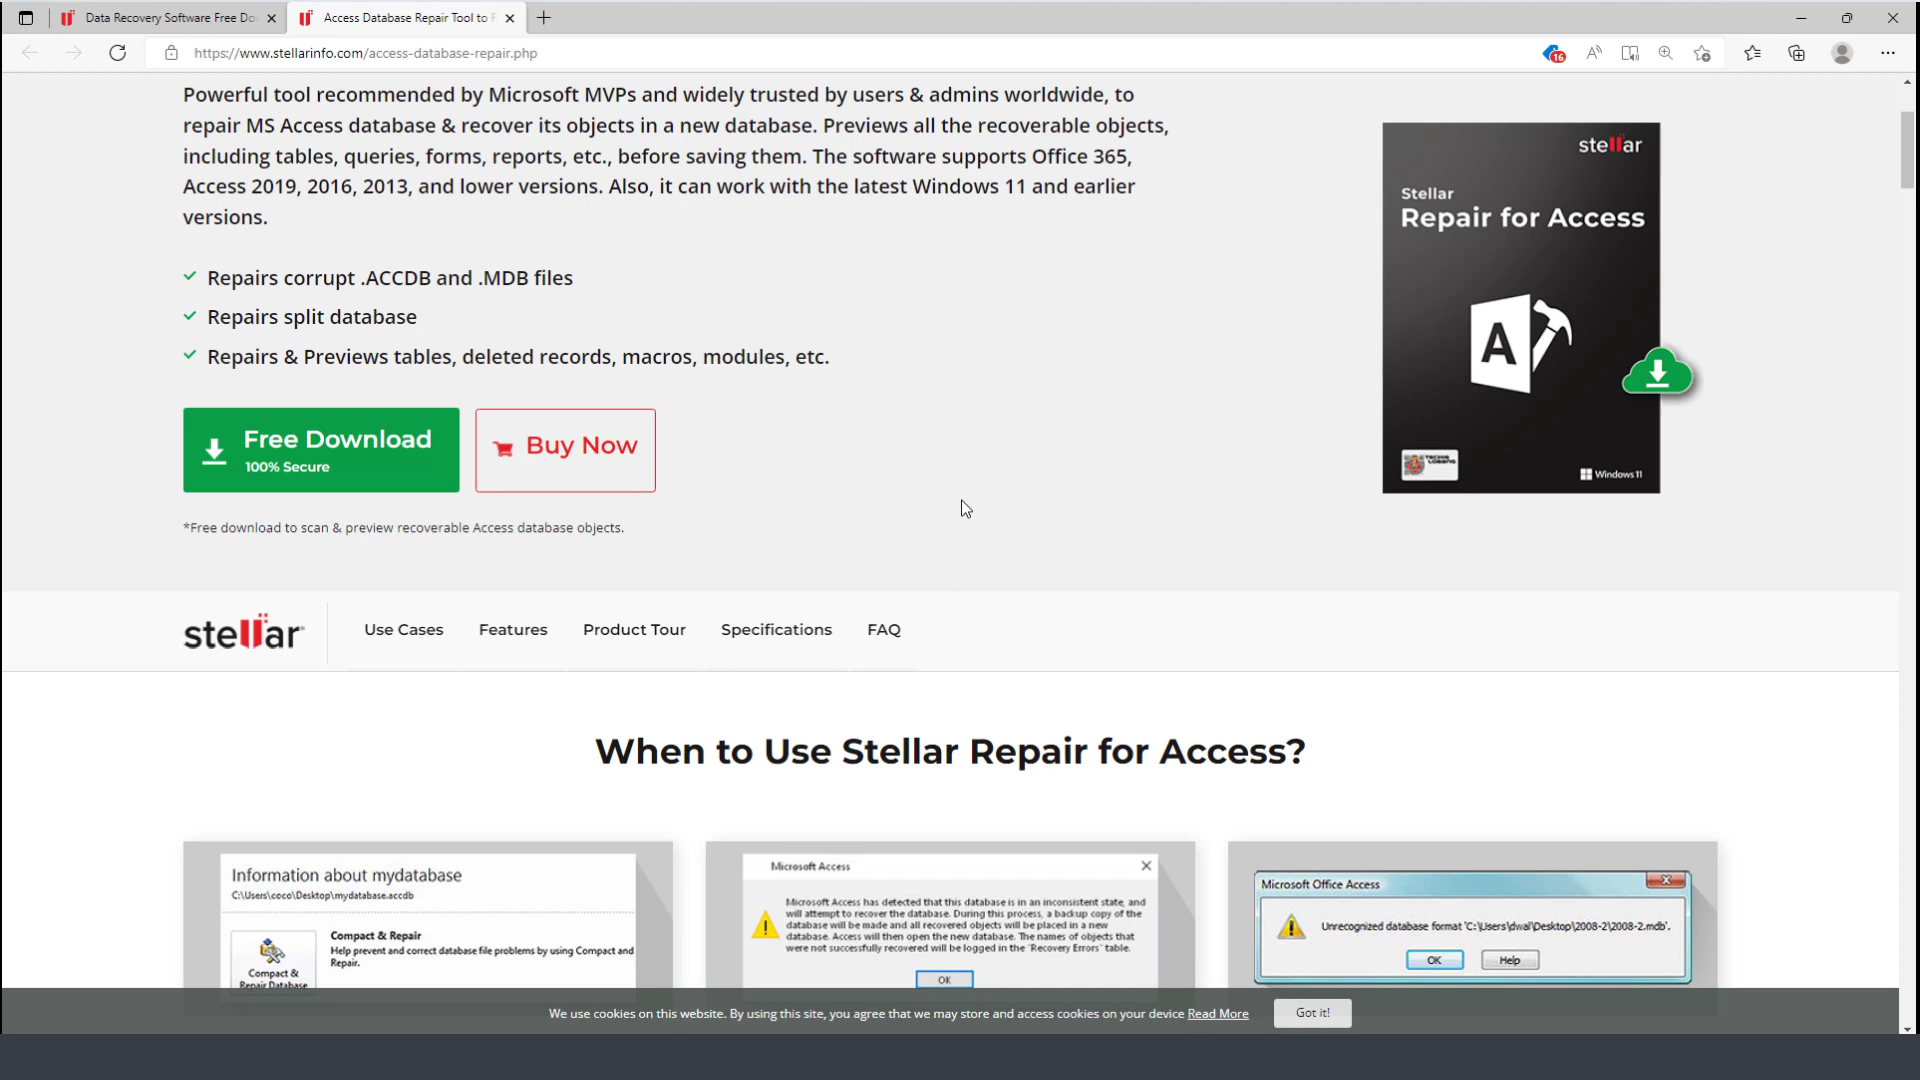 Data Recovery Software Free Do
Access Database Repair Tool to F
https://www.stellarinfo.com/access-database-repair.php
16
Powerful tool recommended by Microsoft MVPs and widely trusted by users & admins worldwide, to
repair MS Access database & recover its objects in a new database. Previews all the recoverable objects,
including tables, queries, forms, reports, etc., before saving them. The software supports Office 365,
Access 2019, 2016, 2013, and lower versions. Also, it can work with the latest Windows 11 and earlier
versions.
Repairs corrupt .ACCDB and .MDB files
Repairs split database
Repairs & Previews tables, deleted records, macros, modules, etc.
Free Download
100% Secure
Buy Now
*Free download to scan & preview recoverable Access database objects.
stellar
Stellar
Repair for Access
A
Windows 11
stellar
Use Cases
Features
Product Tour
Specifications
FAQ
When to Use Stellar Repair for Access?
Information about mydatabase
C:\Users\coco\Desktop\mydatabase.accdb
Compact &
Repair Database
Compact & Repair
Help prevent and correct database file problems by using Compact and
Repair.
Microsoft Access
Microsoft Access has detected that this database is in an inconsistent state, and
will attempt to recover the database. During this process, a backup copy of the
database will be made and all recovered objects will be placed in a new
database. Access will then open the new database. The names of objects that
were not successfully recovered will be logged in the 'Recovery Errors' table.
OK
Microsoft Office Access
Unrecognized database format 'C:\Users\dwal\Desktop\2008-2\2008-2.mdb'.
OK
Help
We use cookies on this website. By using this site, you agree that we may store and access cookies on your device Read More
Got it!